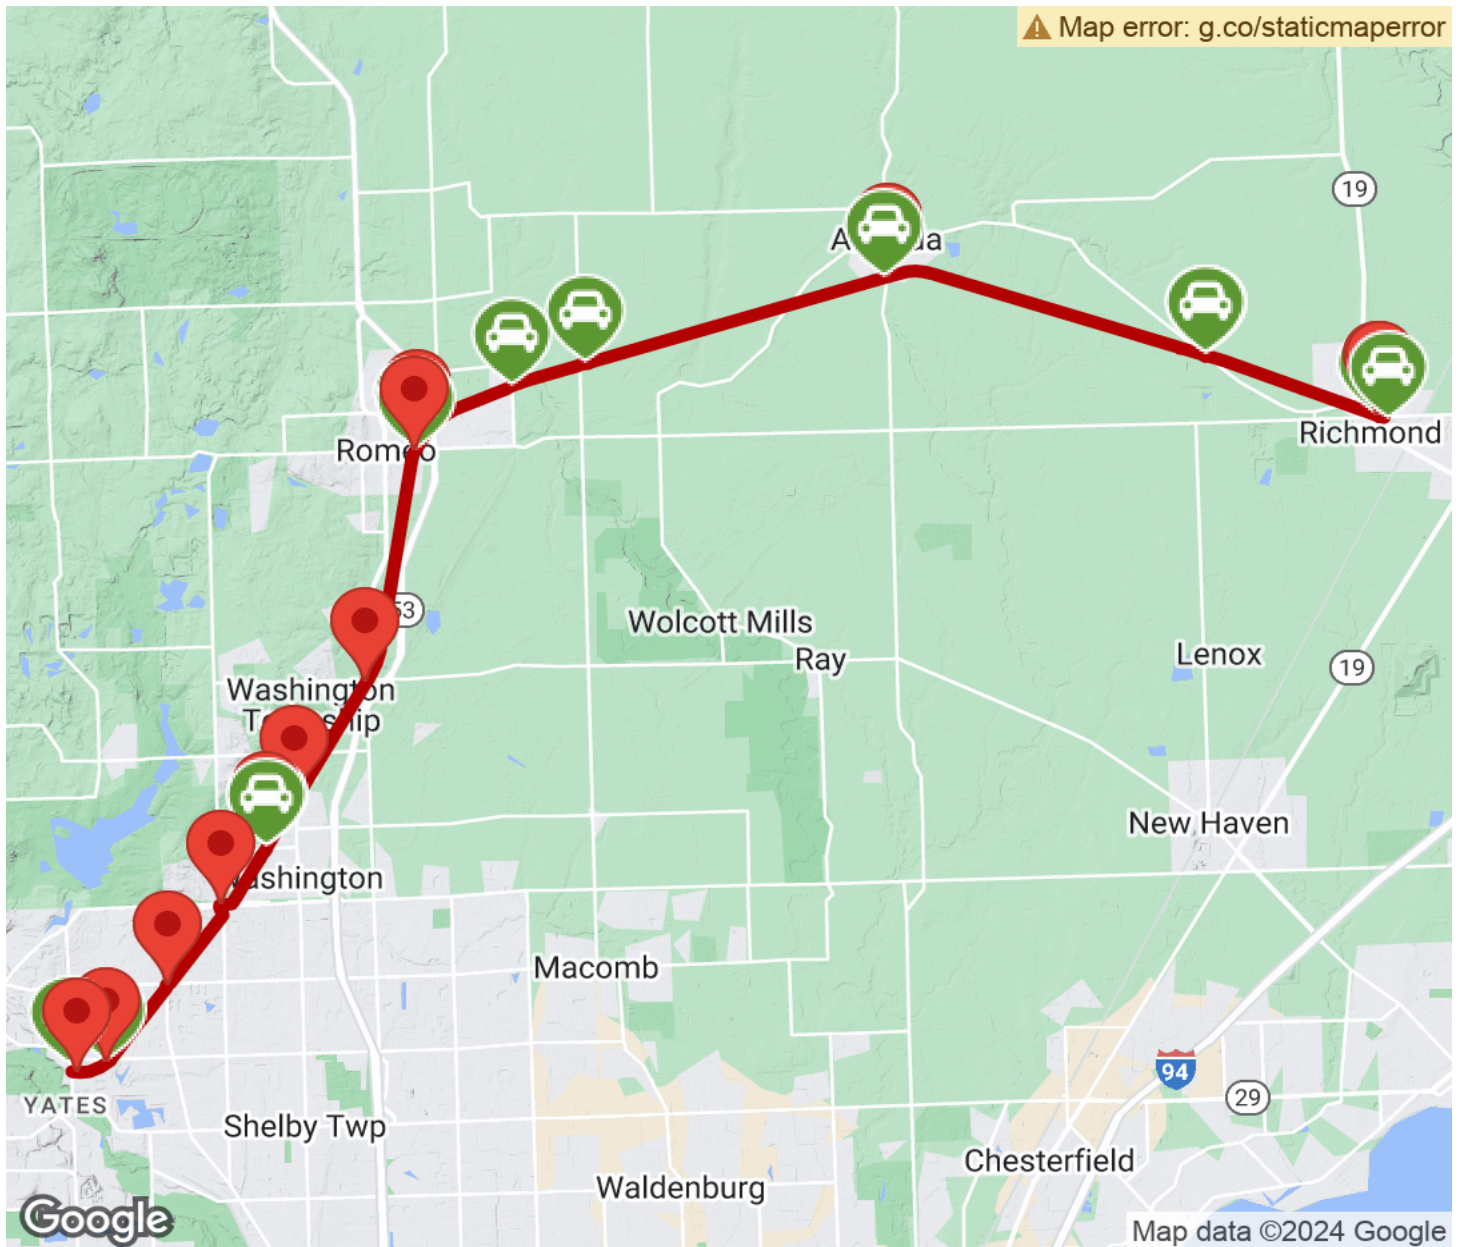 Map error: g.co/staticmaperror
19
Richmond
Romeo
53
Wolcott Mills
Ray
Lenox
19
Washington
Township
New Haven
Washington
Macomb
94
29
YATES
Shelby Twp
Chesterfield
Waldenburg
Google
Map data ©2024 Google